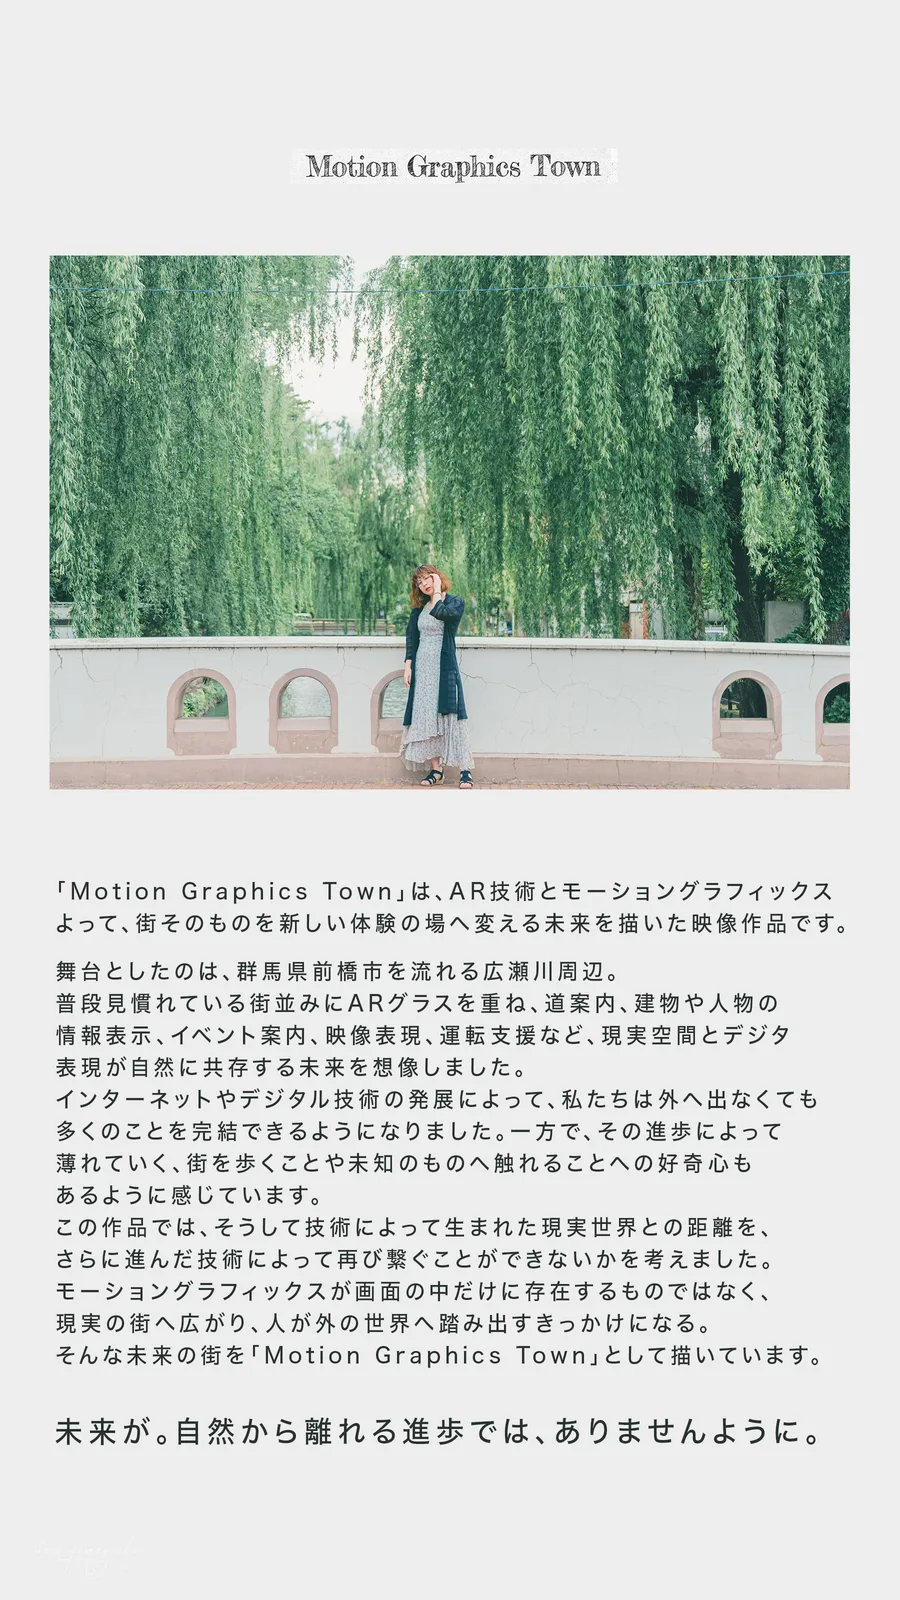 Motion Graphics Town
「Motion Graphics Town」は、AR技術とモーショングラフィックス
よって、街そのものを新しい体験の場へ変える未来を描いた映像作品です。
舞台としたのは、群馬県前橋市を流れる広瀬川周辺。
普段見慣れている街並みにARグラスを重ね、道案内、建物や人物の
情報表示、イベント案内、映像表現、運転支援など、現実空間とデジタ
表現が自然に共存する未来を想像しました。
インターネットやデジタル技術の発展によって、私たちは外へ出なくても
多くのことを完結できるようになりました。一方で、その進歩によって
薄れていく、街を歩くことや未知のものへ触れることへの好奇心も
あるように感じています。
この作品では、そうして技術によって生まれた現実世界との距離を、
さらに進んだ技術によって再び繋ぐことができないかを考えました。
モーショングラフィックスが画面の中だけに存在するものではなく、
現実の街へ広がり、人が外の世界へ踏み出すきっかけになる。
そんな未来の街を「Motion Graphics Town」として描いています。
未来が。自然から離れる進歩では、ありませんように。